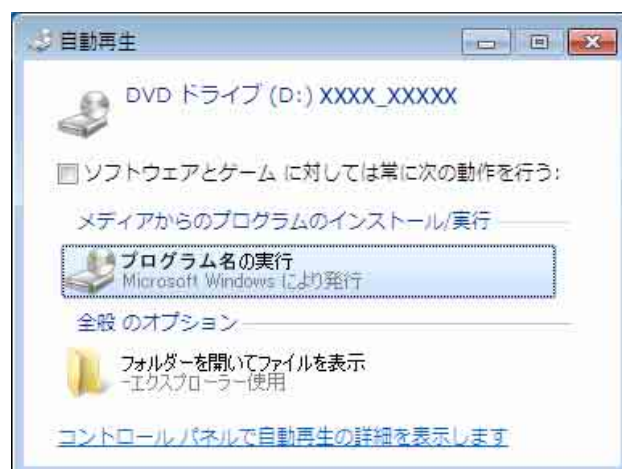 自動再生
DVD ドライブ (D:) XXXX_XXXXX
ソフトウェアとゲーム に対しては常に次の動作を行う:
メディアからのプログラムのインストール/実行
プログラム名の実行
Microsoft Windows により発行
全般 のオプション
フォルダーを開いてファイルを表示
-エクスプローラー使用
コントロール パネルで自動再生の詳細を表示します